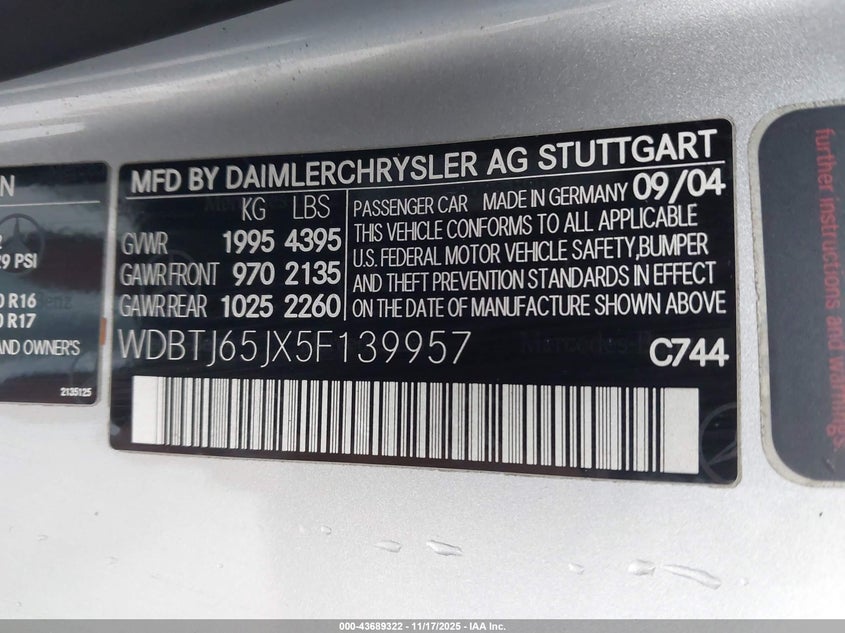 N
2
29 PSI
0 R16
0 R17
AND OWNER'S
2135125
MFD BY DAIMLERCHRYSLER AG STUTTGART
KG LBS
GVWR 1995 4395
GAWR FRONT 970 2135
GAWR REAR 1025 2260
PASSENGER CAR MADE IN GERMANY 09/04
THIS VEHICLE CONFORMS TO ALL APPLICABLE
U.S. FEDERAL MOTOR VEHICLE SAFETY,BUMPER
AND THEFT PREVENTION STANDARDS IN EFFECT
ON THE DATE OF MANUFACTURE SHOWN ABOVE
WDBTJ65JX5F139957
C744
further instructions and warnings.
000-43689322 - 11/17/2025 - IAA Inc.